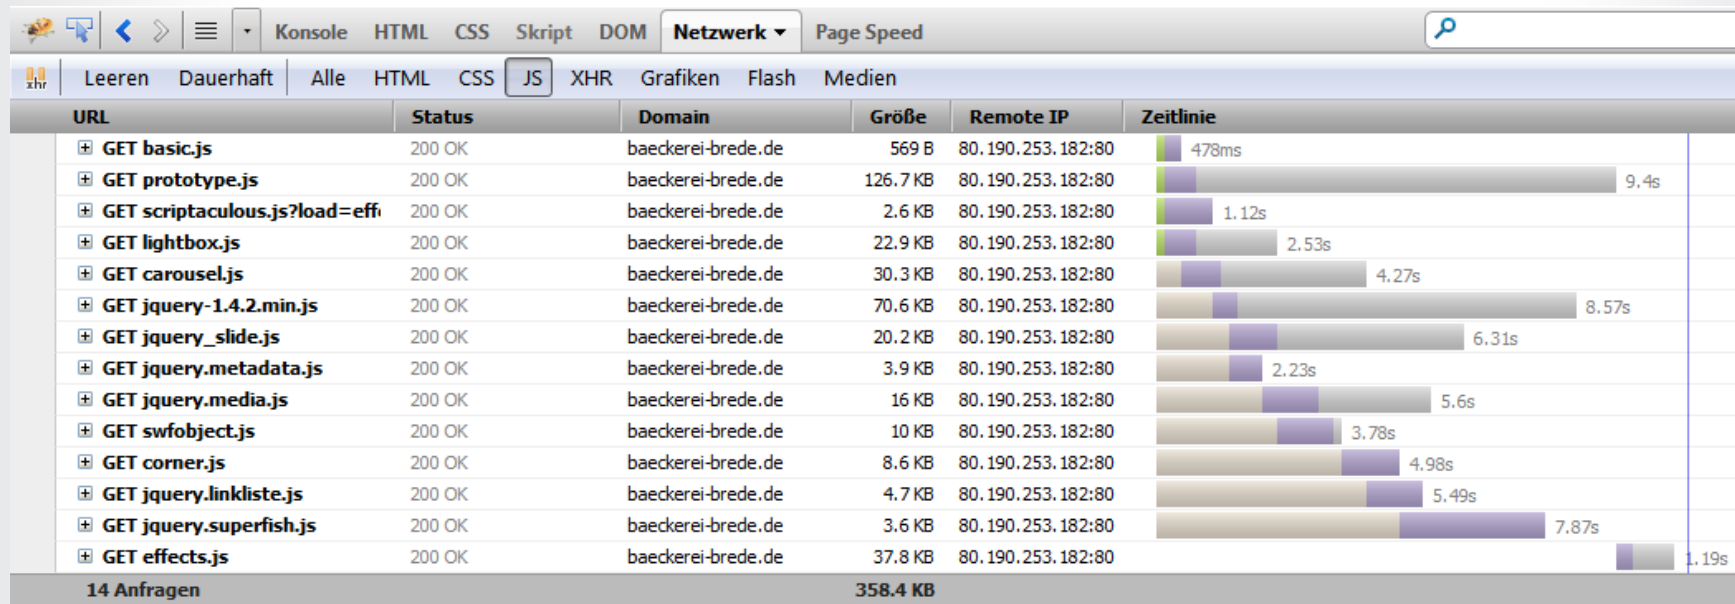 Konsole HTML CSS Skript DOM Netzwerk Page Speed
xhr Leeren Dauerhaft Alle HTML CSS JS XHR Grafiken Flash Medien
URL Status Domain Größe Remote IP Zeitlinie
GET basic.js 200 OK baeckerei-brede.de 569 B 80.190.253.182:80 478ms
GET prototype.js 200 OK baeckerei-brede.de 126.7 KB 80.190.253.182:80 9.4s
GET scriptaculous.js?load=eff 200 OK baeckerei-brede.de 2.6 KB 80.190.253.182:80 1.12s
GET lightbox.js 200 OK baeckerei-brede.de 22.9 KB 80.190.253.182:80 2.53s
GET carousel.js 200 OK baeckerei-brede.de 30.3 KB 80.190.253.182:80 4.27s
GET jquery-1.4.2.min.js 200 OK baeckerei-brede.de 70.6 KB 80.190.253.182:80 8.57s
GET jquery_slide.js 200 OK baeckerei-brede.de 20.2 KB 80.190.253.182:80 6.31s
GET jquery.metadata.js 200 OK baeckerei-brede.de 3.9 KB 80.190.253.182:80 2.23s
GET jquery.media.js 200 OK baeckerei-brede.de 16 KB 80.190.253.182:80 5.6s
GET swfobject.js 200 OK baeckerei-brede.de 10 KB 80.190.253.182:80 3.78s
GET corner.js 200 OK baeckerei-brede.de 8.6 KB 80.190.253.182:80 4.98s
GET jquery.linkliste.js 200 OK baeckerei-brede.de 4.7 KB 80.190.253.182:80 5.49s
GET jquery.superfish.js 200 OK baeckerei-brede.de 3.6 KB 80.190.253.182:80 7.87s
GET effects.js 200 OK baeckerei-brede.de 37.8 KB 80.190.253.182:80 1.19s
14 Anfragen 358.4 KB